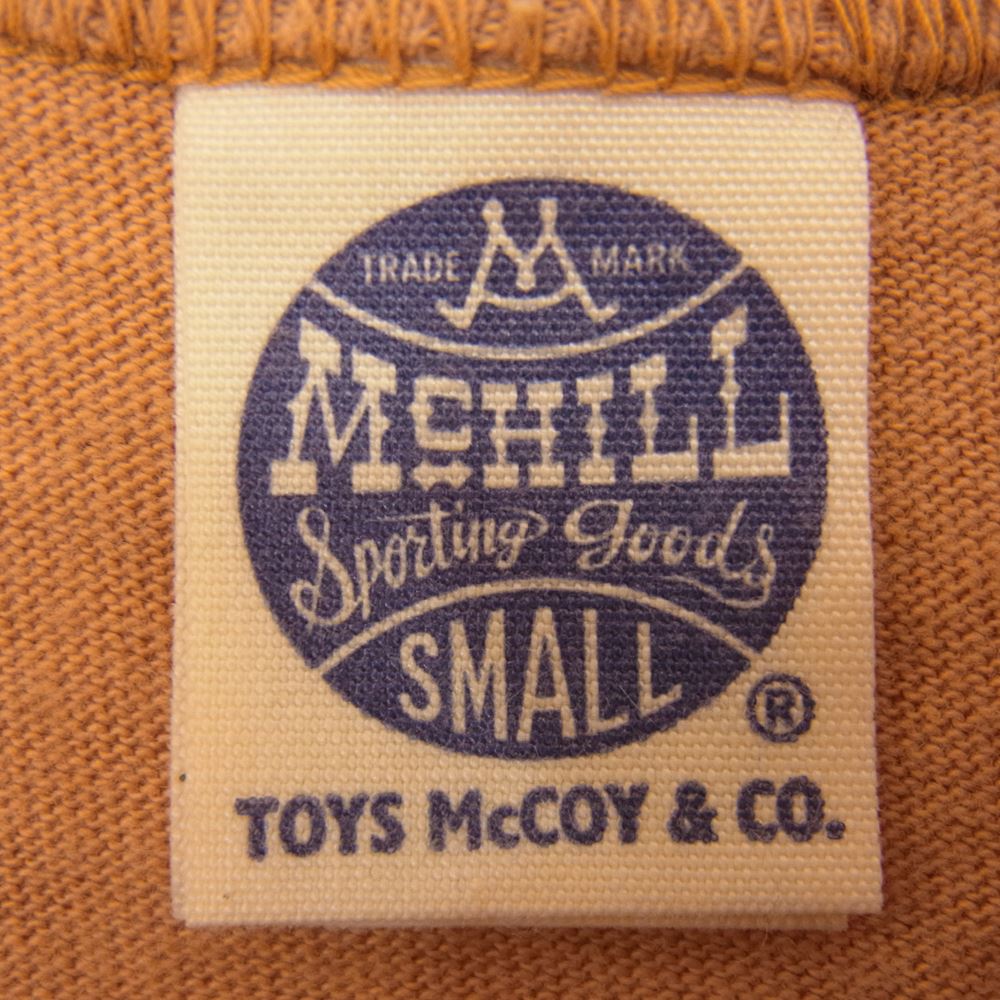 TRADE M MARK
McHILL
Sporting Goods
SMALL
®
TOYS McCOY & CO.